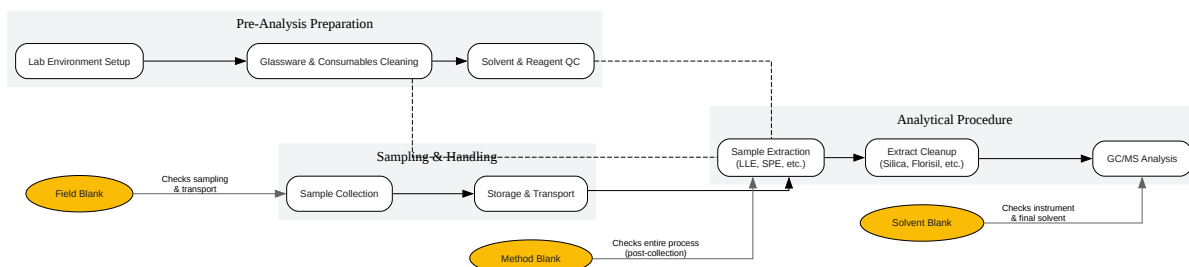 Pre-Analysis Preparation
Lab Environment Setup
Glassware & Consumables Cleaning
Solvent & Reagent QC
Analytical Procedure
Sample Extraction
(LLE, SPE, etc.)
Extract Cleanup
(Silica, Florisil, etc.)
GC/MS Analysis
Sampling & Handling
Field Blank
Checks sampling
& transport
Sample Collection
Storage & Transport
Solvent Blank
Checks instrument
& final solvent
Method Blank
Checks entire process
(post-collection)